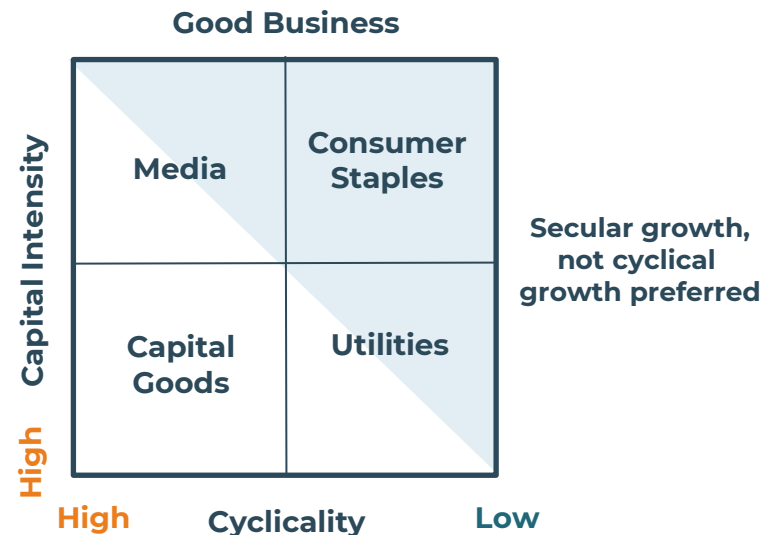 Good Business
Capital Intensity
High
Media
Consumer
Staples
Capital
Goods
Utilities
Secular growth,
not cyclical
growth preferred
High
Cyclicality
Low